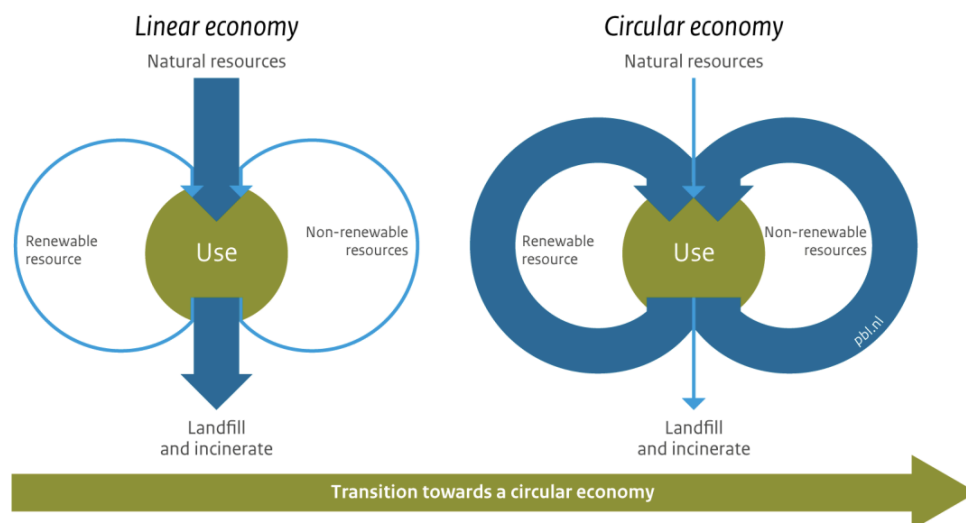 Linear economy
Natural resources
Renewable
resource
Use
Non-renewable
resources
Landfill
and incinerate
Circular economy
Natural resources
Renewable
resource
Use
Non-renewable
resources
pbl.nl
Landfill
and incinerate
Transition towards a circular economy